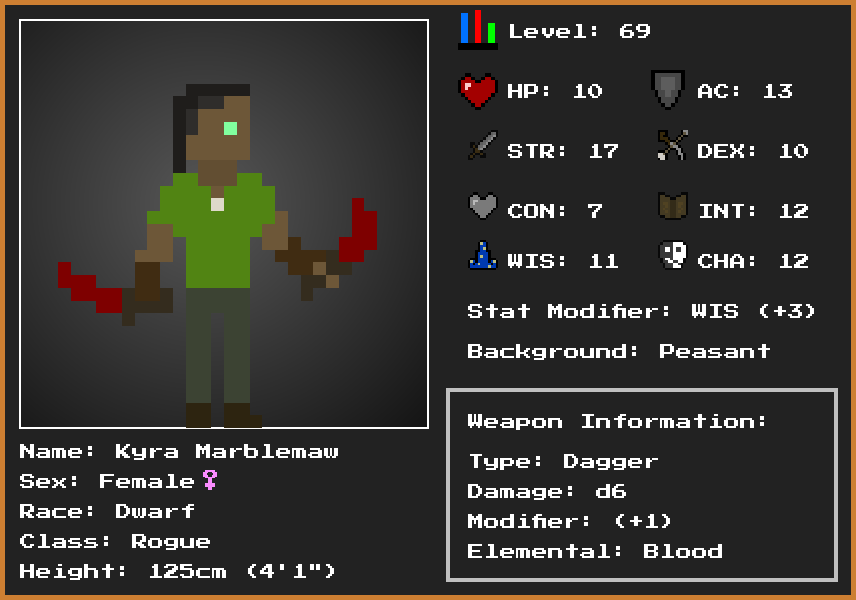 Level: 69
HP: 10 AC: 13
STR: 17 DEX: 10
CON: 7 INT: 12
WIS: 11 CHA: 12
Stat Modifier: WIS (+3)
Background: Peasant
Weapon Information:
Type: Dagger
Damage: d6
Modifier: (+1)
Elemental: Blood
Name: Kyra Marblemaw
Sex: Female♀
Race: Dwarf
Class: Rogue
Height: 125cm (4'1")